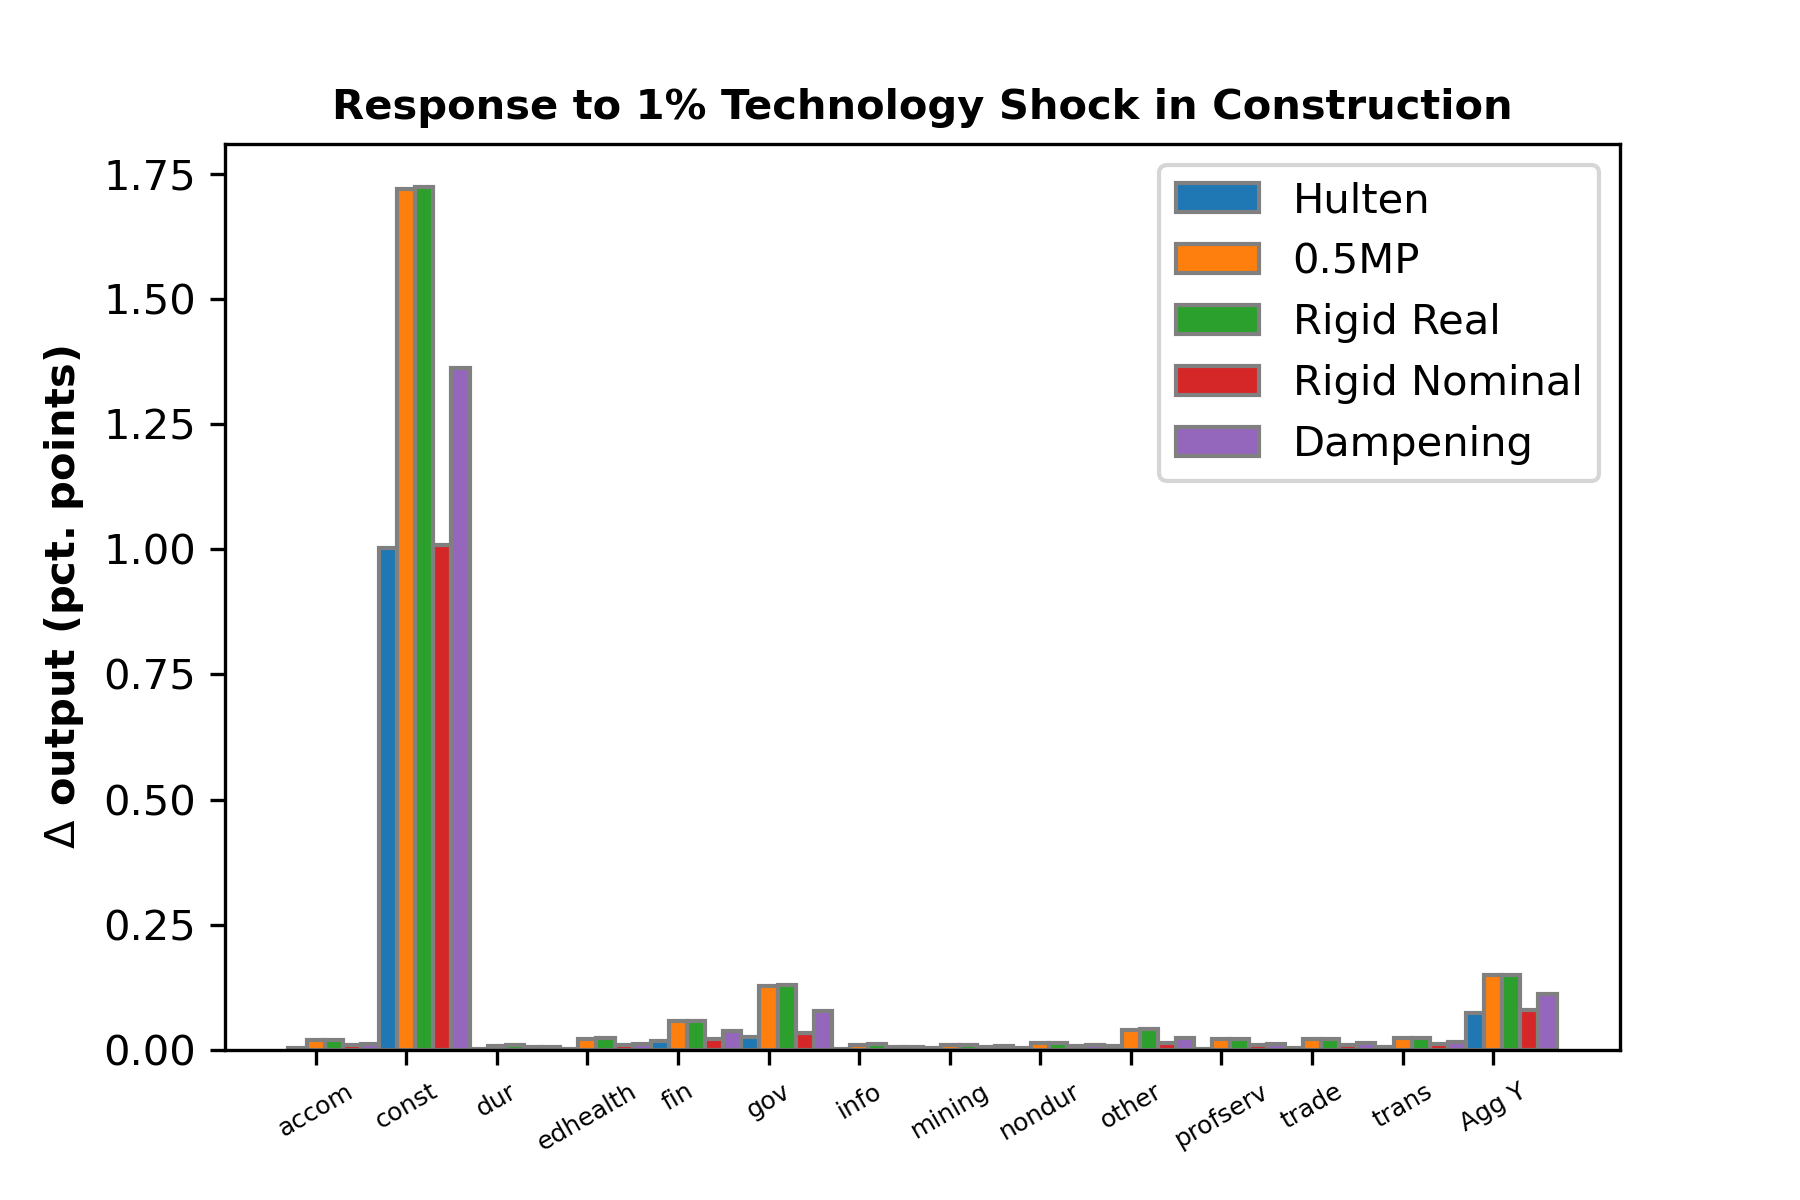 Response to 1% Technology Shock in Construction
Δ output (pct. points)
1.75
1.50
1.25
1.00
0.75
0.50
0.25
0.00
Hulten
0.5MP
Rigid Real
Rigid Nominal
Dampening
accom
const
dur
edhealth
fin
gov
info
mining
nondur
other
profserv
trade
trans
Agg Y